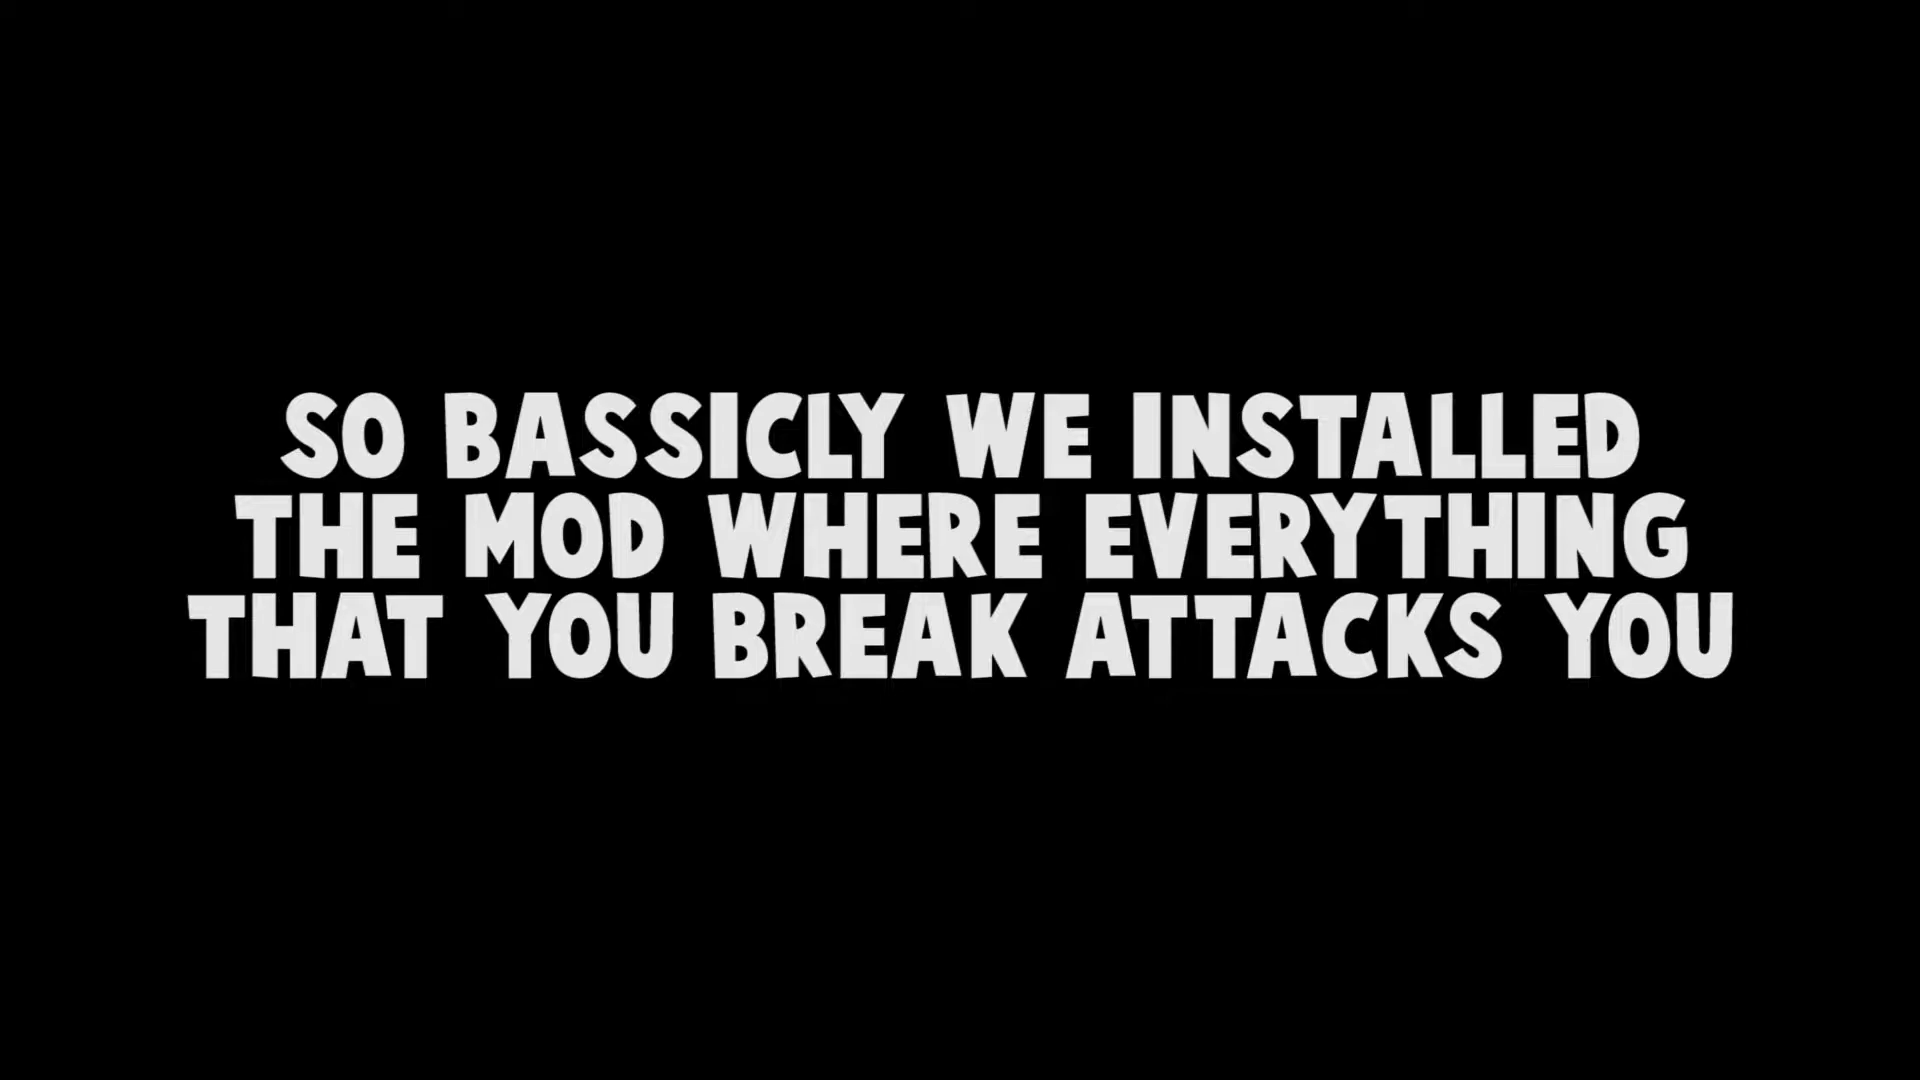 SO BASSICLY WE INSTALLED
THE MOD WHERE EVERYTHING
THAT YOU BREAK ATTACKS YOU